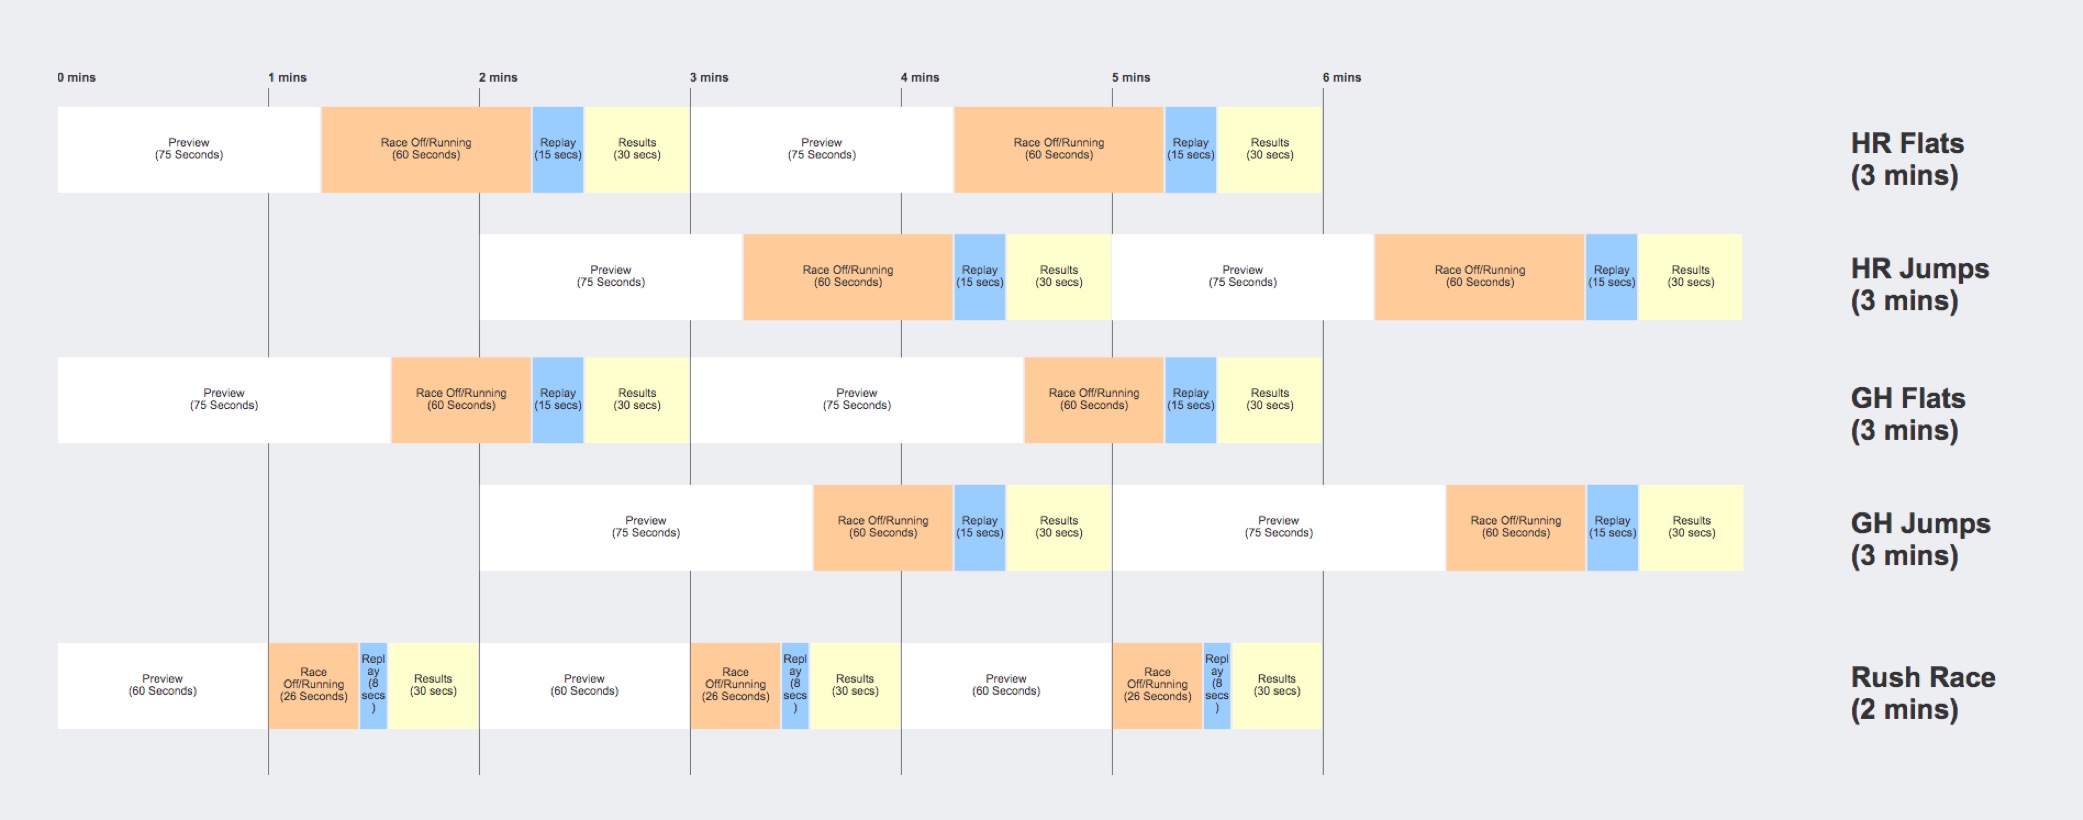 0 mins
1 mins
2 mins
3 mins
4 mins
5 mins
6 mins
Preview
(75 Seconds)
Race Off/Running
(60 Seconds)
Replay
(15 secs)
Results
(30 secs)
Preview
(75 Seconds)
Race Off/Running
(60 Seconds)
Replay
(15 secs)
Results
(30 secs)
HR Flats
(3 mins)
Preview
(75 Seconds)
Race Off/Running
(60 Seconds)
Replay
(15 secs)
Results
(30 secs)
Preview
(75 Seconds)
Race Off/Running
(60 Seconds)
Replay
(15 secs)
Results
(30 secs)
HR Jumps
(3 mins)
Preview
(75 Seconds)
Race Off/Running
(60 Seconds)
Replay
(15 secs)
Results
(30 secs)
Preview
(75 Seconds)
Race Off/Running
(60 Seconds)
Replay
(15 secs)
Results
(30 secs)
GH Flats
(3 mins)
Preview
(75 Seconds)
Race Off/Running
(60 Seconds)
Replay
(15 secs)
Results
(30 secs)
Preview
(75 Seconds)
Race Off/Running
(60 Seconds)
Replay
(15 secs)
Results
(30 secs)
GH Jumps
(3 mins)
Preview
(60 Seconds)
Race
Off/Running
(26 Seconds)
Repl
ay
(8
secs
)
Results
(30 secs)
Preview
(60 Seconds)
Race
Off/Running
(26 Seconds)
Repl
ay
(8
secs
)
Results
(30 secs)
Preview
(60 Seconds)
Race
Off/Running
(26 Seconds)
Repl
ay
(8
secs
)
Results
(30 secs)
Rush Race
(2 mins)